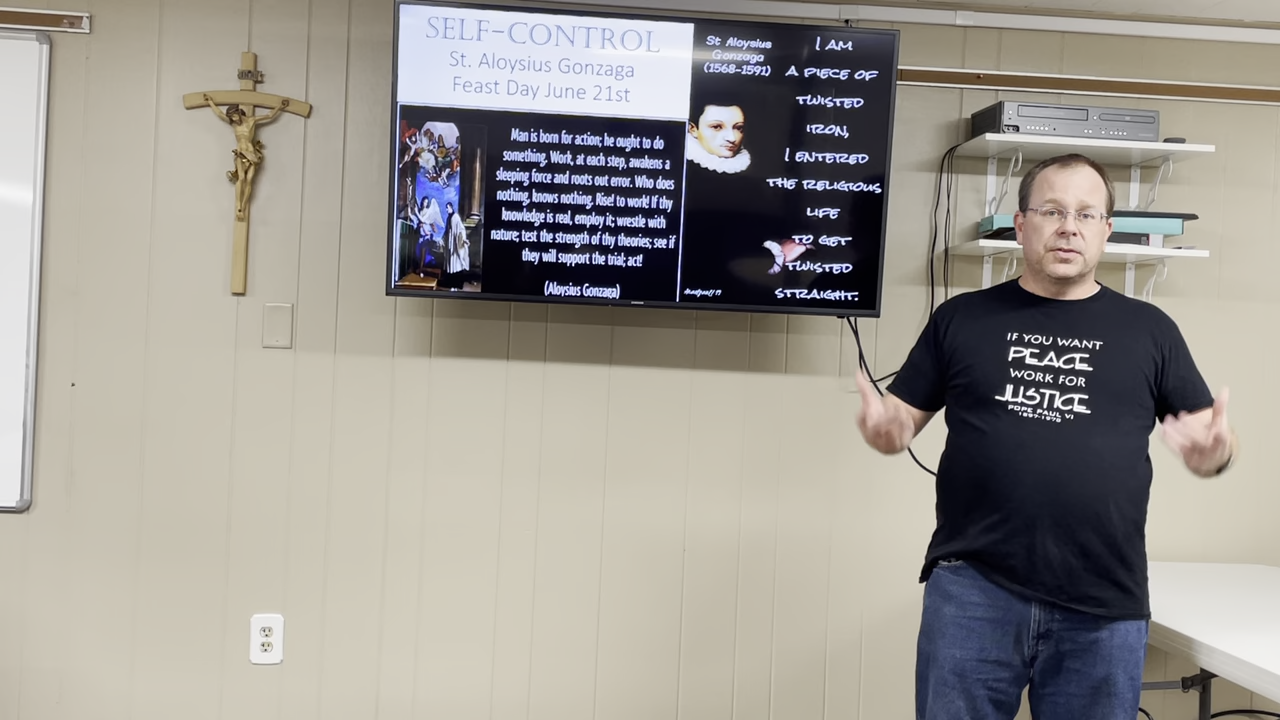 SELF-CONTROL
St. Aloysius Gonzaga
Feast Day June 21st
Man is born for action; he ought to do
something. Work, at each step, awakens a
sleeping force and roots out error. Who does
nothing, knows nothing. Rise! to work! If thy
knowledge is real, employ it; wrestle with
nature; test the strength of thy theories; see if
they will support the trial; act!
(Aloysius Gonzaga)
St Aloysius
Gonzaga
(1568-1591)
I AM
A PIECE OF
TWISTED
IRON,
I ENTERED
THE RELIGIOUS
LIFE
TO GET
TWISTED
STRAIGHT.
IF YOU WANT
PEACE
WORK FOR
JUSTICE
POPE PAUL VI
1897-1978